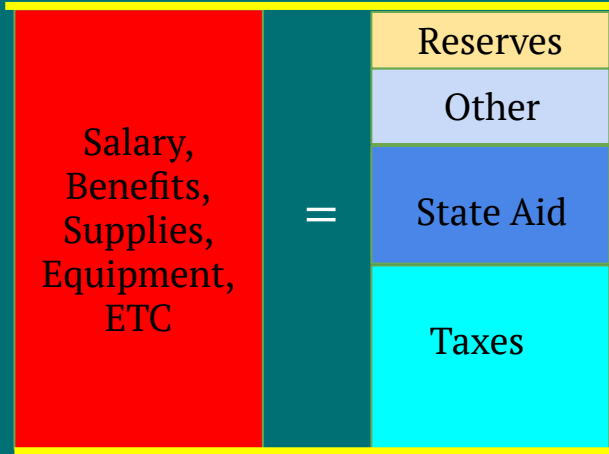 Salary,
Benefits,
Supplies,
Equipment,
ETC
=
Reserves
Other
State Aid
Taxes